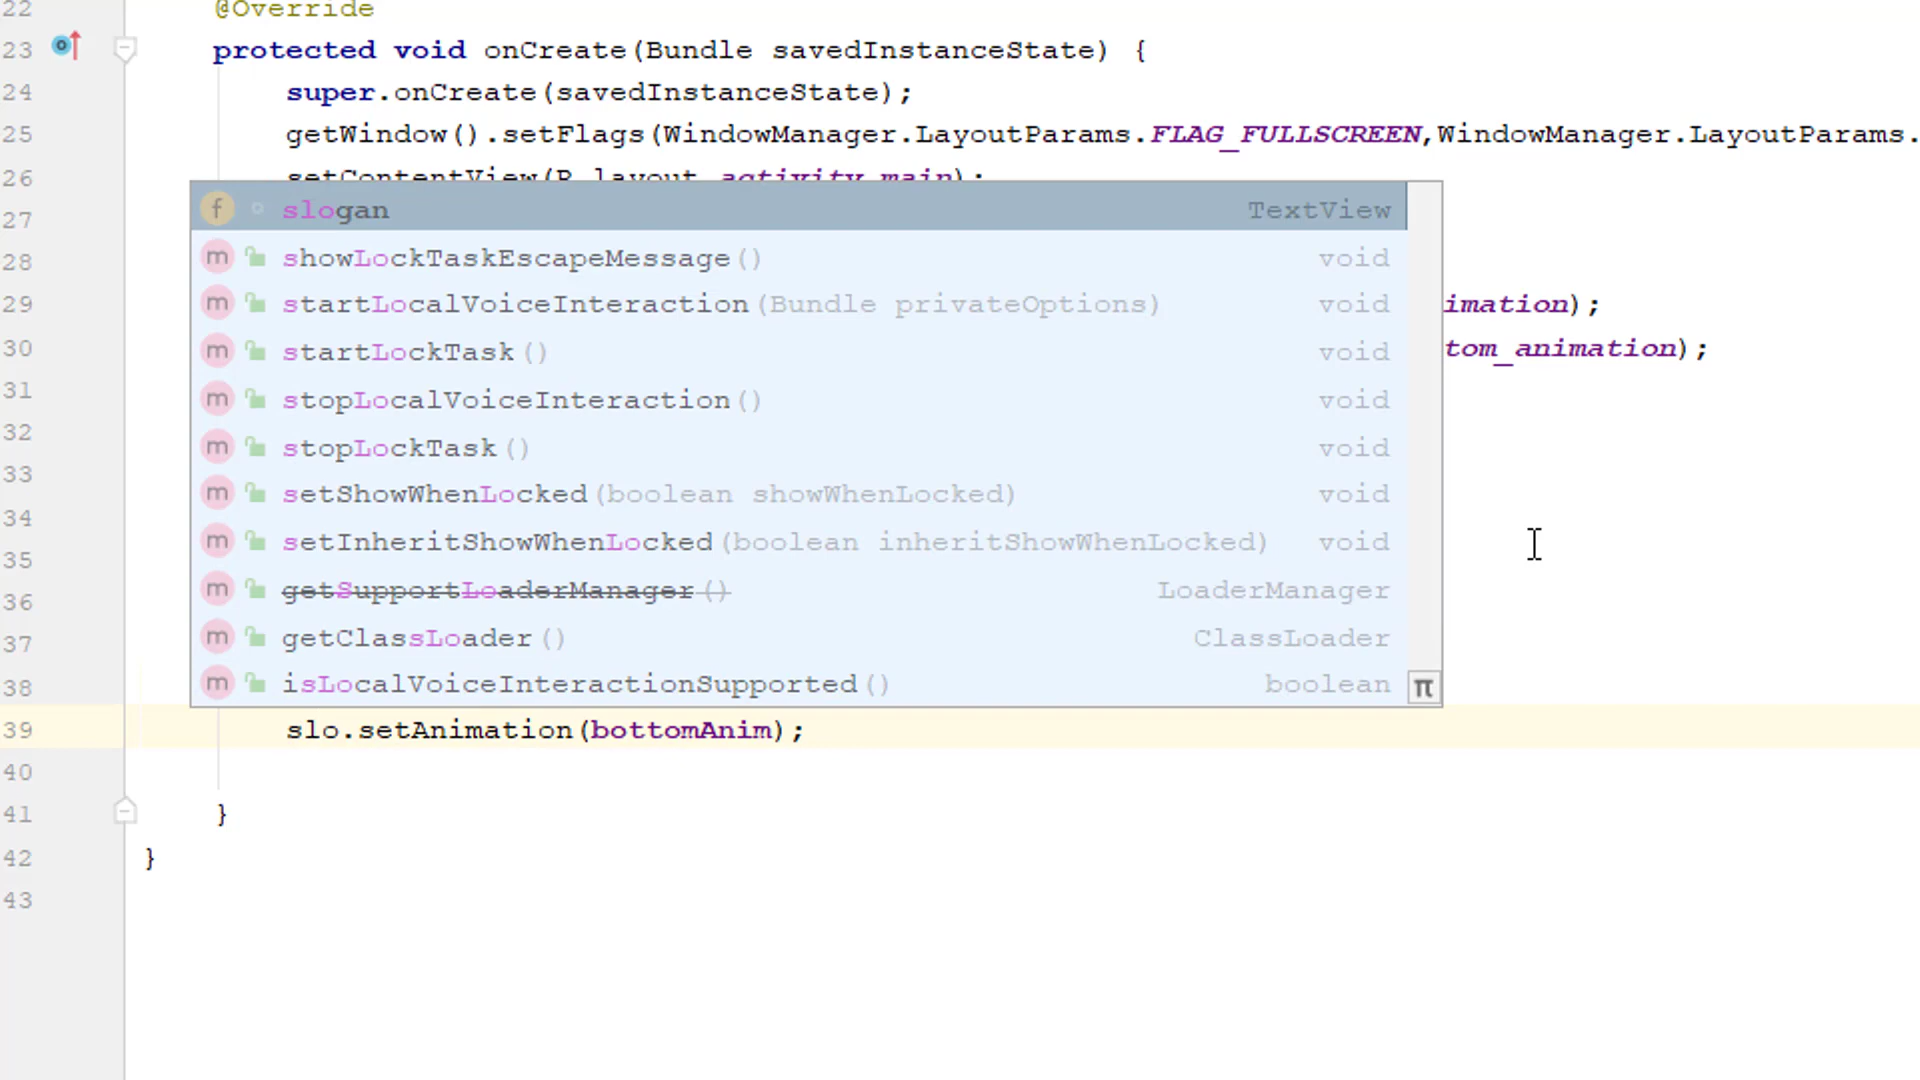 22 @Override
23 protected void onCreate(Bundle savedInstanceState) {
24 super.onCreate(savedInstanceState);
25 getWindow().setFlags(WindowManager.LayoutParams.FLAG_FULLSCREEN,WindowManager.LayoutParams.
26 setContentView(R.layout.activity_main);
27
28
29 imation);
30 tom_animation);
31
32
33
34
35
36
37
38
f slogan TextView
m showLockTaskEscapeMessage() void
m startLocalVoiceInteraction(Bundle privateOptions) void
m startLockTask() void
m stopLocalVoiceInteraction() void
m stopLockTask() void
m setShowWhenLocked(boolean showWhenLocked) void
m setInheritShowWhenLocked(boolean inheritShowWhenLocked) void
m getSupportLoaderManager() LoaderManager
m getClassLoader() ClassLoader
m isLocalVoiceInteractionSupported() boolean
π
39 slo.setAnimation(bottomAnim);
40
41 }
42 }
43